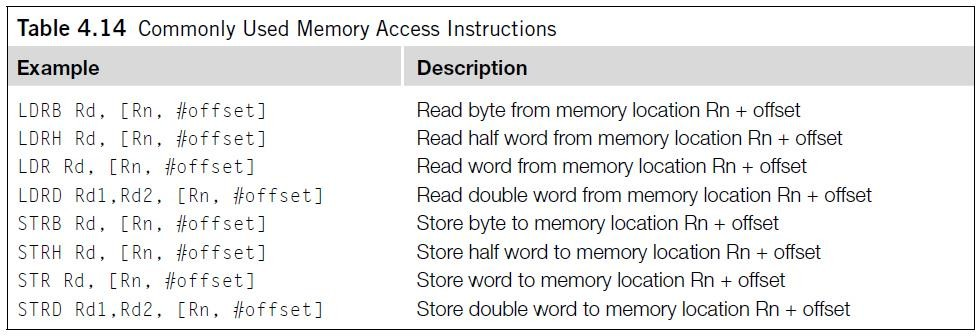 Table 4.14 Commonly Used Memory Access Instructions
Example Description
LDRB Rd, [Rn, #offset] Read byte from memory location Rn + offset
LDRH Rd, [Rn, #offset] Read half word from memory location Rn + offset
LDR Rd, [Rn, #offset] Read word from memory location Rn + offset
LDRD Rd1,Rd2, [Rn, #offset] Read double word from memory location Rn + offset
STRB Rd, [Rn, #offset] Store byte to memory location Rn + offset
STRH Rd, [Rn, #offset] Store half word to memory location Rn + offset
STR Rd, [Rn, #offset] Store word to memory location Rn + offset
STRD Rd1,Rd2, [Rn, #offset] Store double word to memory location Rn + offset